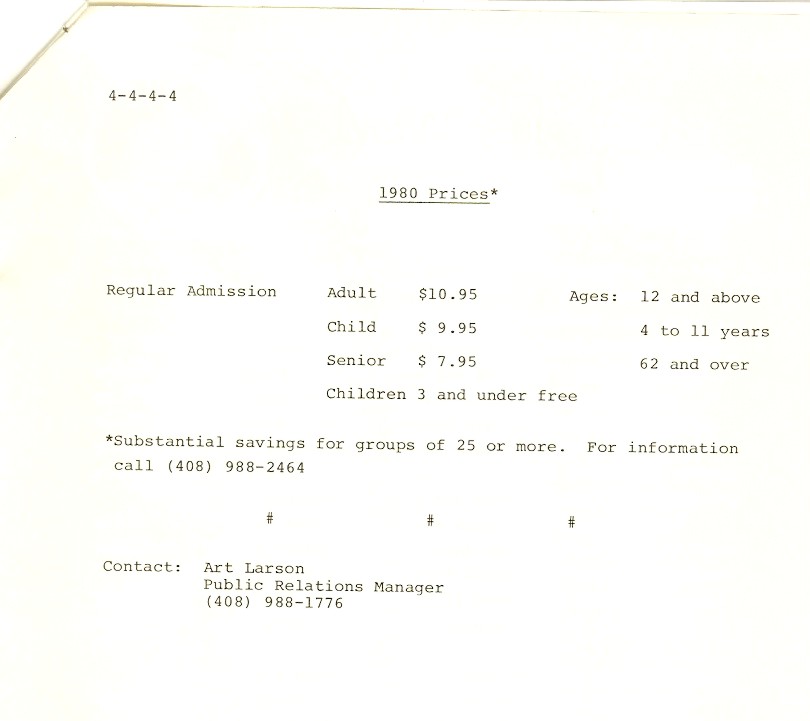 4-4-4-4
1980 Prices*
Regular Admission Adult $10.95 Ages: 12 and above
Child $ 9.95 4 to 11 years
Senior $ 7.95 62 and over
Children 3 and under free
*Substantial savings for groups of 25 or more. For information
call (408) 988-2464
# # #
Contact: Art Larson
Public Relations Manager
(408) 988-1776